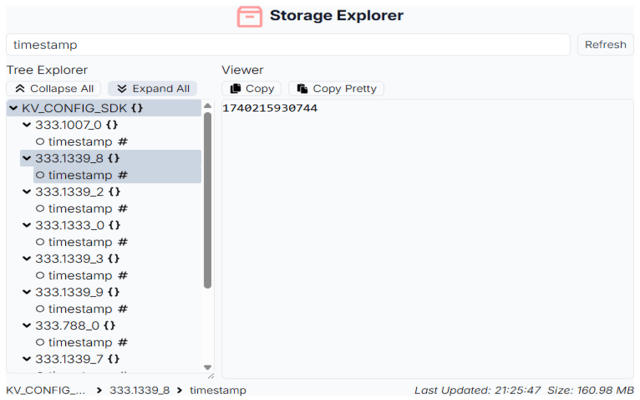 Storage Explorer
timestamp
Refresh
Tree Explorer
Collapse All
Expand All
KV_CONFIG_SDK {}
333.1007_0 {}
timestamp #
333.1339_8 {}
timestamp #
333.1339_2 {}
timestamp #
333.1333_0 {}
timestamp #
333.1339_3 {}
timestamp #
333.1339_9 {}
timestamp #
333.788_0 {}
timestamp #
333.1339_7 {}
timestamp #
Viewer
Copy
Copy Pretty
1740215930744
KV_CONFIG_... > 333.1339_8 > timestamp
Last Updated: 21:25:47 Size: 160.98 MB